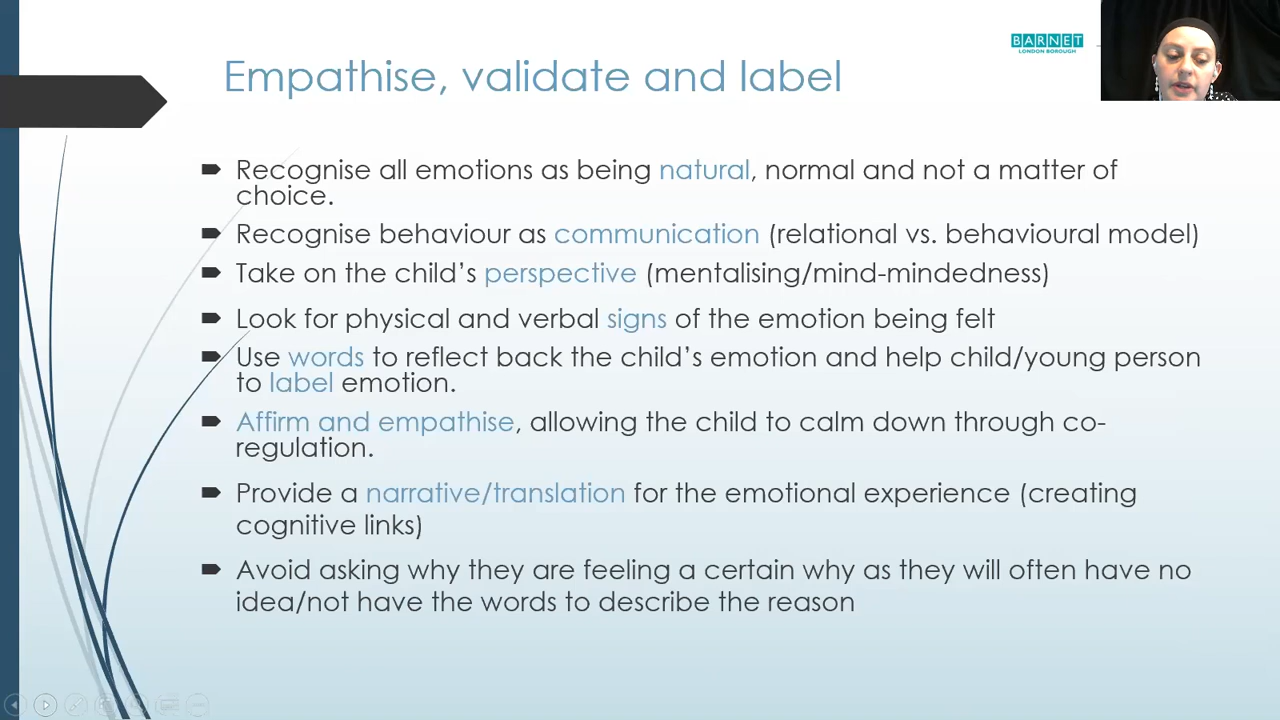 BARNET
LONDON BOROUGH
Empathise, validate and label
Recognise all emotions as being natural, normal and not a matter of
choice.
Recognise behaviour as communication (relational vs. behavioural model)
Take on the child’s perspective (mentalising/mind-mindedness)
Look for physical and verbal signs of the emotion being felt
Use words to reflect back the child’s emotion and help child/young person
to label emotion.
Affirm and empathise, allowing the child to calm down through co-
regulation.
Provide a narrative/translation for the emotional experience (creating
cognitive links)
Avoid asking why they are feeling a certain why as they will often have no
idea/not have the words to describe the reason